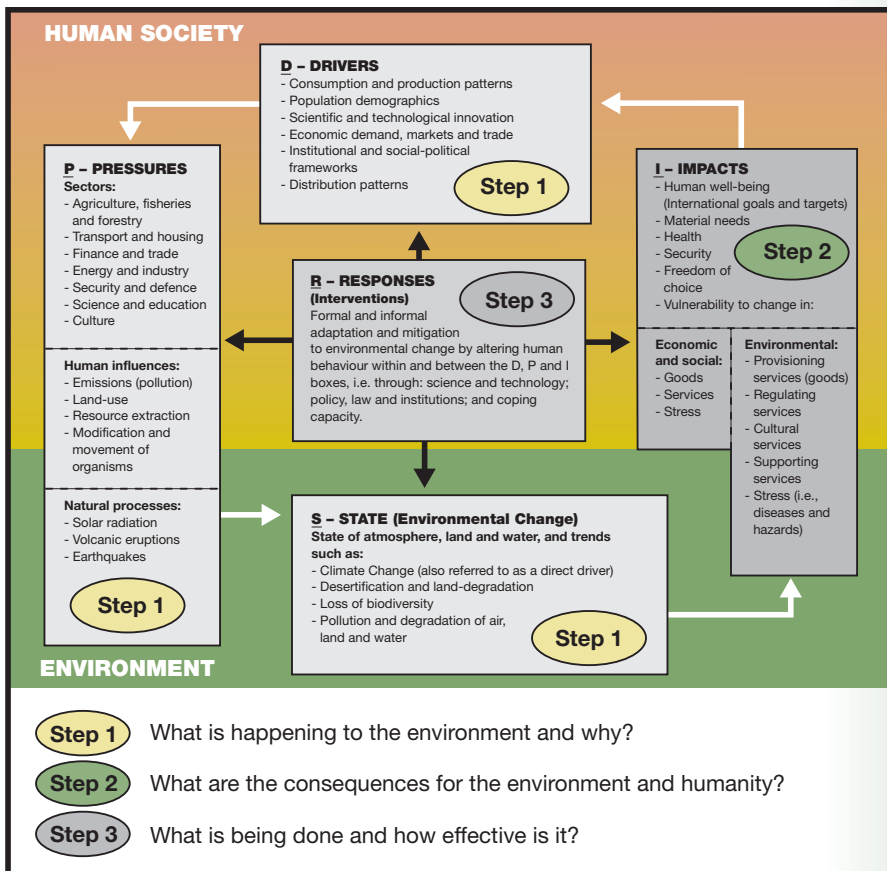 HUMAN SOCIETY
D – DRIVERS
- Consumption and production patterns
- Population demographics
- Scientific and technological innovation
- Economic demand, markets and trade
- Institutional and social-political
frameworks
- Distribution patterns
Step 1
P – PRESSURES
Sectors:
- Agriculture, fisheries
and forestry
- Transport and housing
- Finance and trade
- Energy and industry
- Security and defence
- Science and education
- Culture
Human influences:
- Emissions (pollution)
- Land-use
- Resource extraction
- Modification and
movement of
organisms
Natural processes:
- Solar radiation
- Volcanic eruptions
- Earthquakes
Step 1
R – RESPONSES
(Interventions)
Formal and informal
adaptation and mitigation
to environmental change by altering human
behaviour within and between the D, P and I
boxes, i.e. through: science and technology;
policy, law and institutions; and coping
capacity.
Step 3
I – IMPACTS
- Human well-being
(International goals and targets)
- Material needs
- Health
- Security
- Freedom of
choice
- Vulnerability to change in:
Step 2
Economic
and social:
- Goods
- Services
- Stress
Environmental:
- Provisioning
services (goods)
- Regulating
services
- Cultural
services
- Supporting
services
- Stress (i.e.,
diseases and
hazards)
S – STATE (Environmental Change)
State of atmosphere, land and water, and trends
such as:
- Climate Change (also referred to as a direct driver)
- Desertification and land-degradation
- Loss of biodiversity
- Pollution and degradation of air,
land and water
Step 1
ENVIRONMENT
Step 1 What is happening to the environment and why?
Step 2 What are the consequences for the environment and humanity?
Step 3 What is being done and how effective is it?